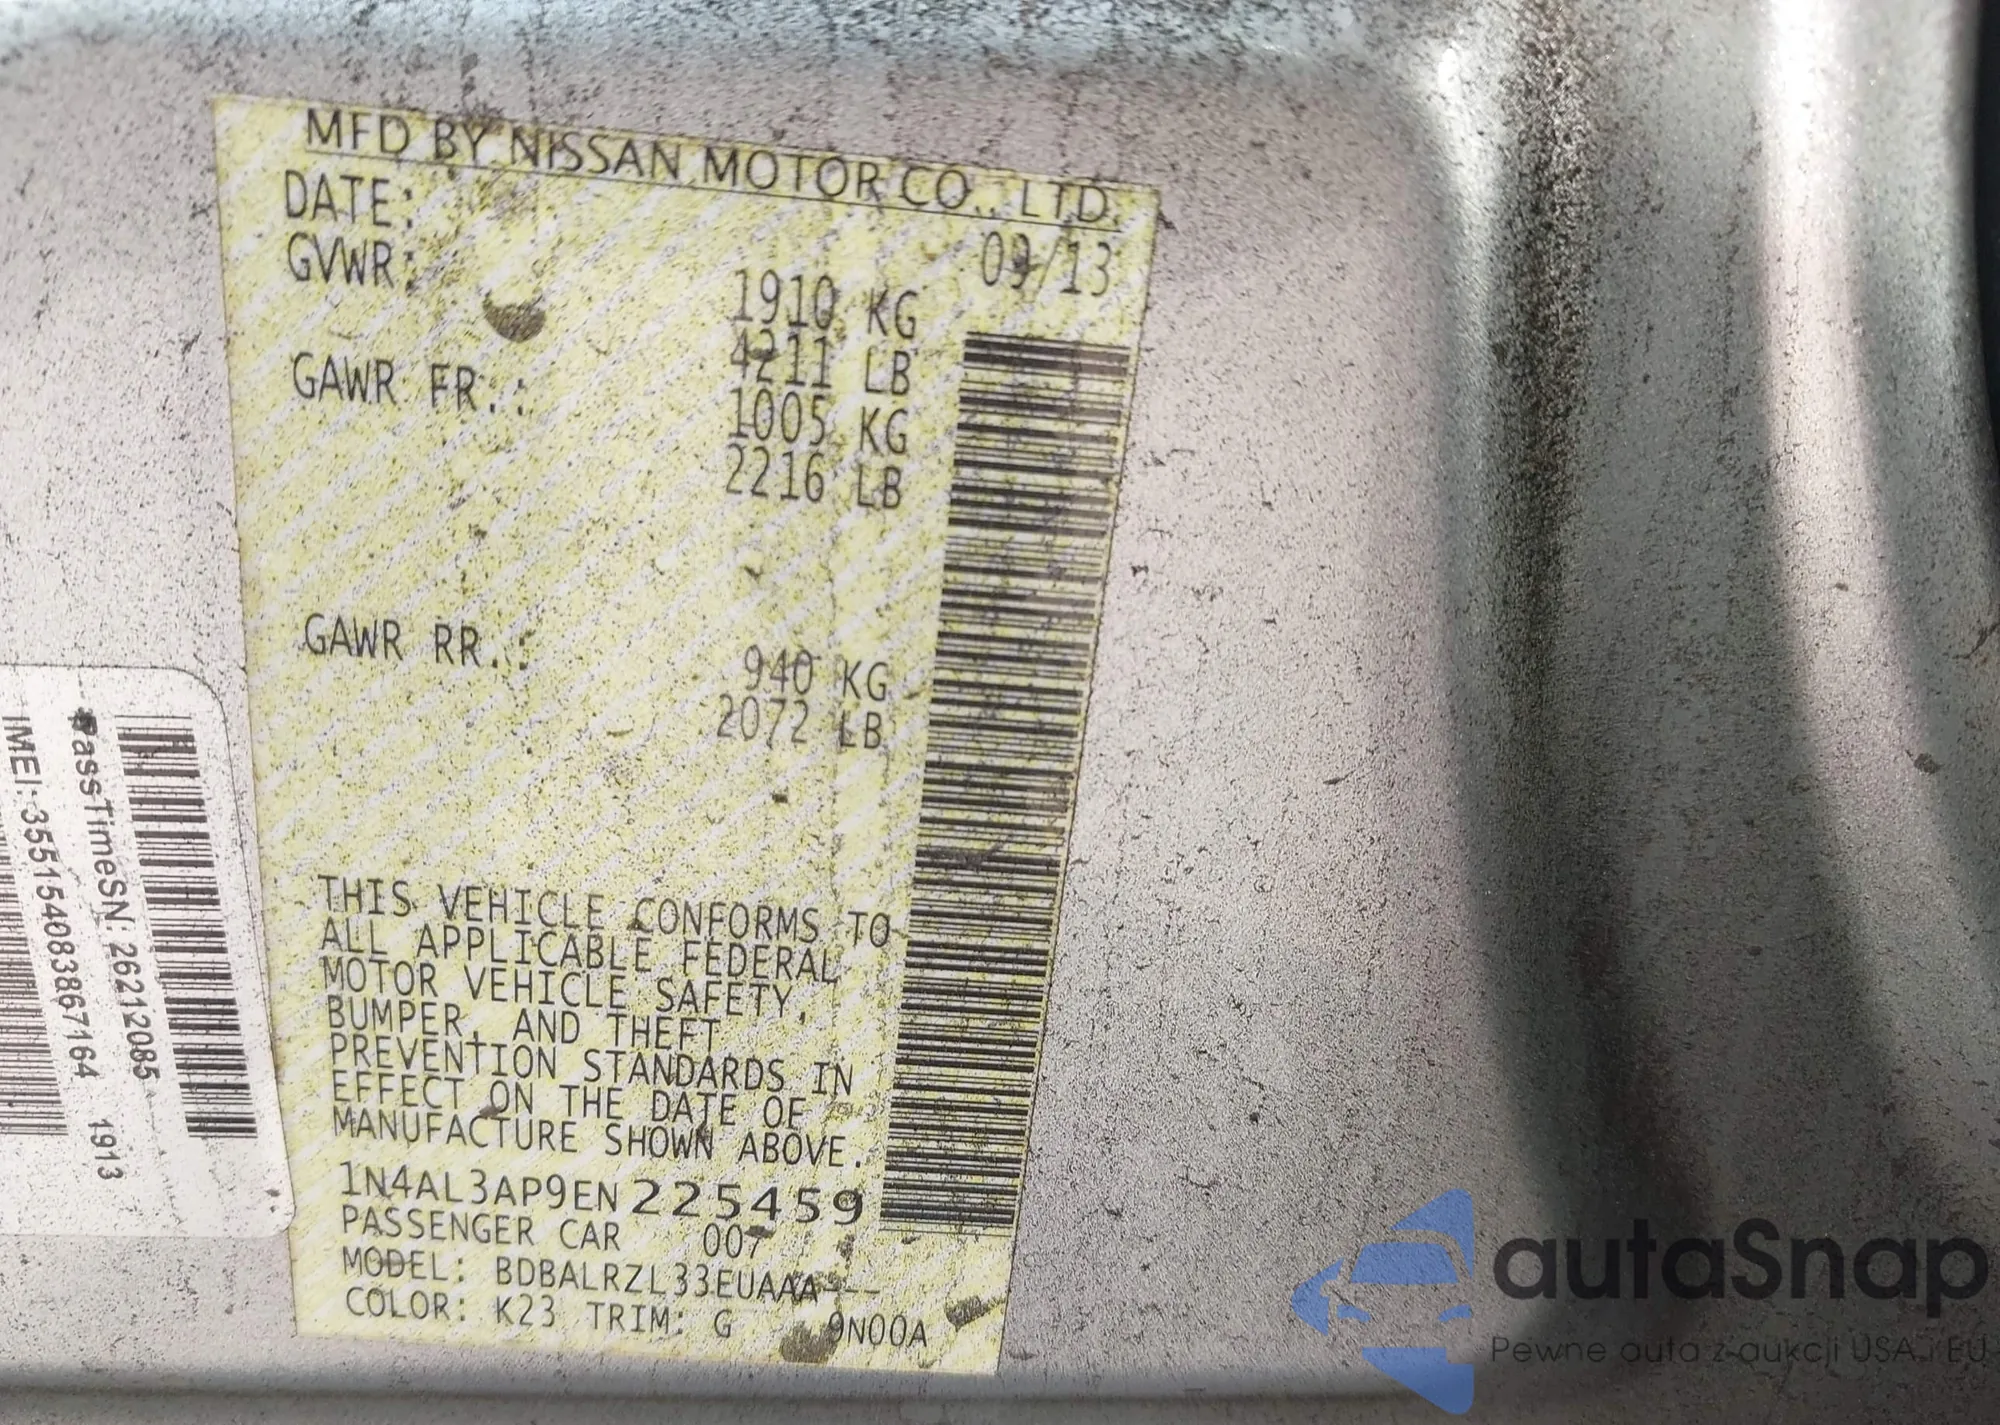 MFD BY NISSAN MOTOR CO., LTD.
DATE: 09/13
GVWR: 1910 KG
4211 LB
GAWR FR.: 1005 KG
2216 LB
GAWR RR.: 940 KG
2072 LB
THIS VEHICLE CONFORMS TO
ALL APPLICABLE FEDERAL
MOTOR VEHICLE SAFETY,
BUMPER, AND THEFT
PREVENTION STANDARDS IN
EFFECT ON THE DATE OF
MANUFACTURE SHOWN ABOVE.
1N4AL3AP9EN225459
PASSENGER CAR 007
MODEL: BDBALRZL33EUAAA---
COLOR: K23 TRIM: G 9N00A
PassTimeSN: 26212085
IMEI: 355154083867164 1913
autaSnap
Pewne auta z aukcji USA i EU